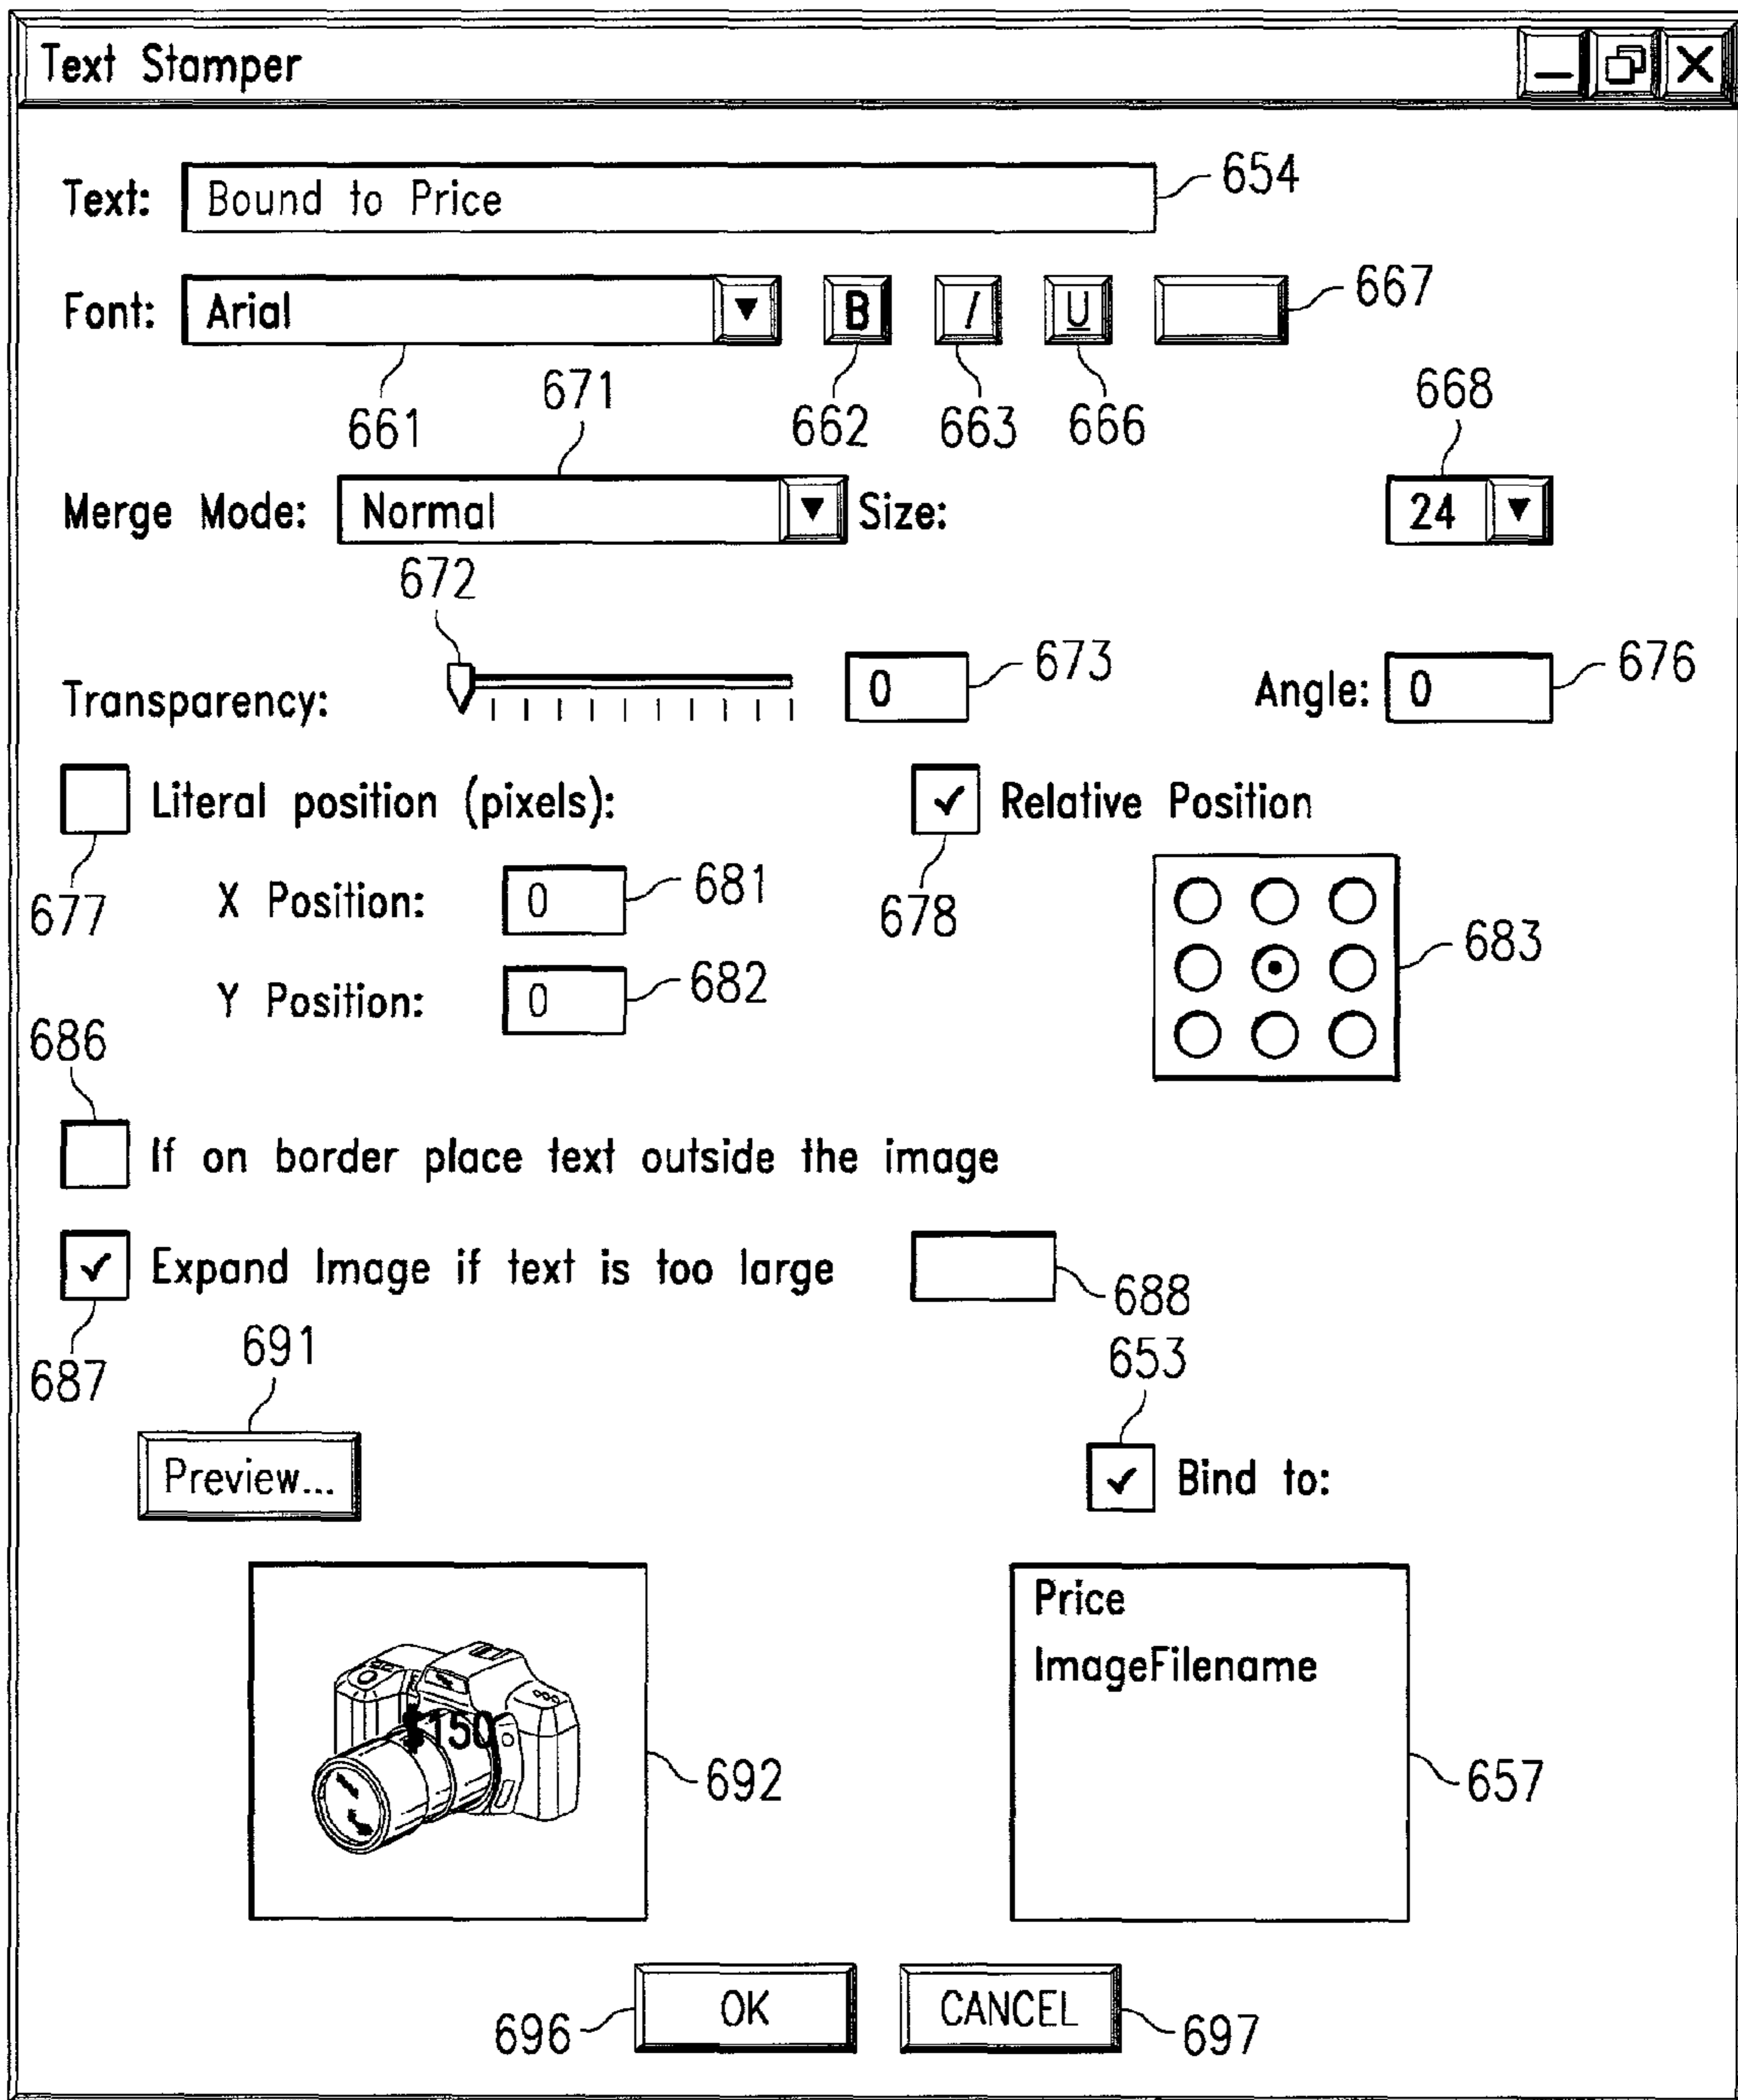 Text Stamper
Text: Bound to Price 654
Font: Arial B I U 667
661 671 662 663 666 668
Merge Mode: Normal Size: 24
672
Transparency: 0 673 Angle: 0 676
Literal position (pixels): Relative Position
677 X Position: 0 681 678 683
Y Position: 0 682
686
If on border place text outside the image
Expand Image if text is too large 688
687 691 653
Preview... Bind to:
Price
ImageFilename
$150
692 657
OK CANCEL
696 697